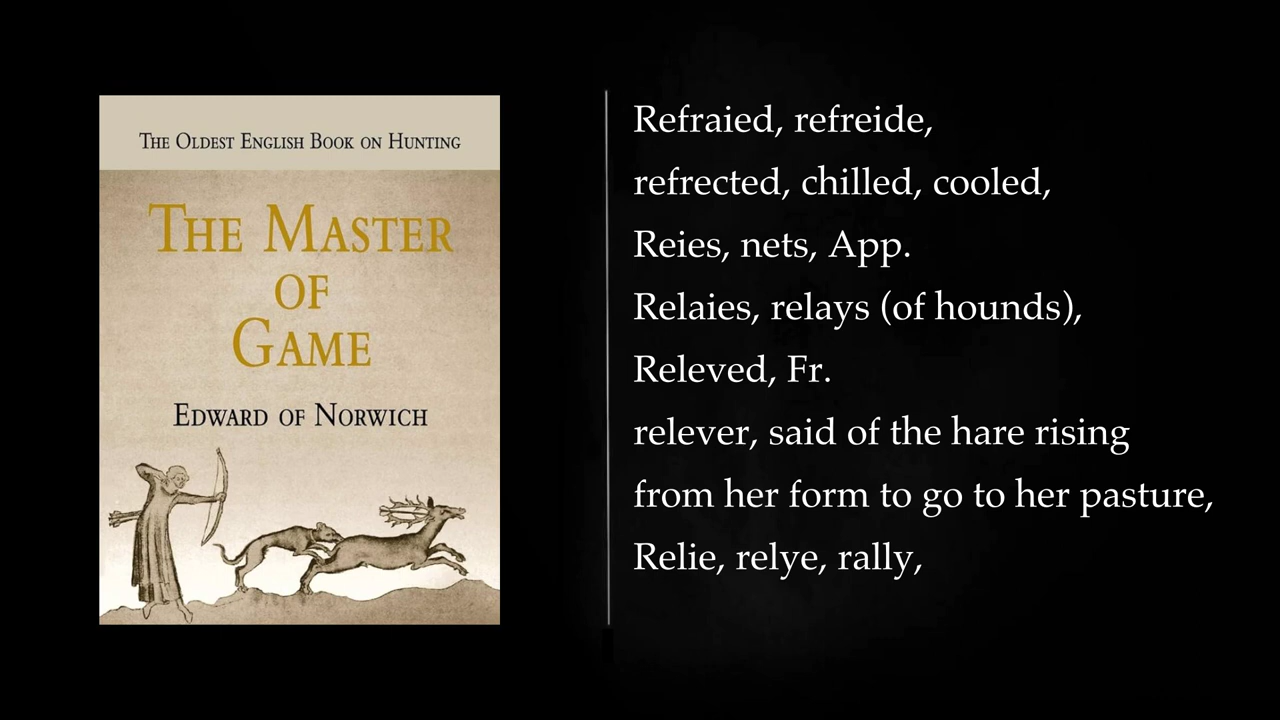 The Oldest English Book on Hunting
The Master
of
Game
Edward of Norwich
Refraied, refreide,
refrected, chilled, cooled,
Reies, nets, App.
Relaies, relays (of hounds),
Releved, Fr.
relever, said of the hare rising
from her form to go to her pasture,
Relie, relye, rally,